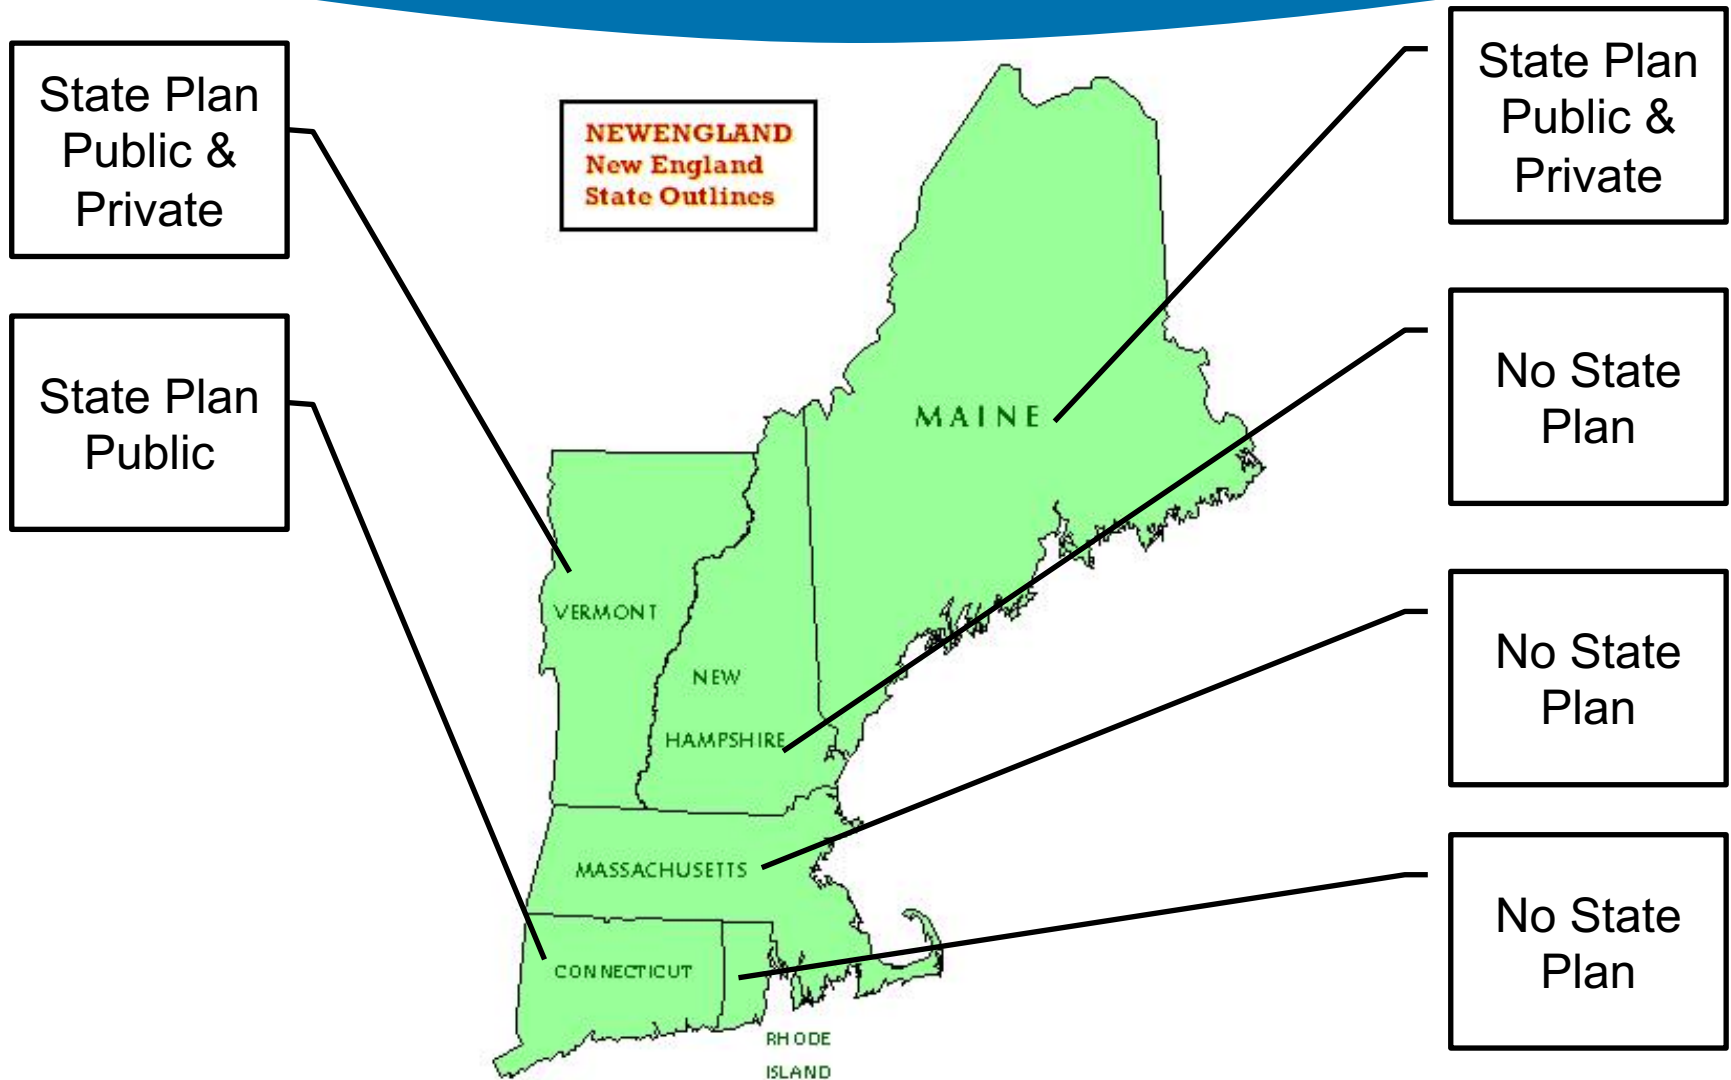 State Plan
Public &
Private
State Plan
Public
NEWENGLAND
New England
State Outlines
MAINE
VERMONT
NEW
HAMPSHIRE
MASSACHUSETTS
CONNECTICUT
RHODE
ISLAND
State Plan
Public &
Private
No State
Plan
No State
Plan
No State
Plan